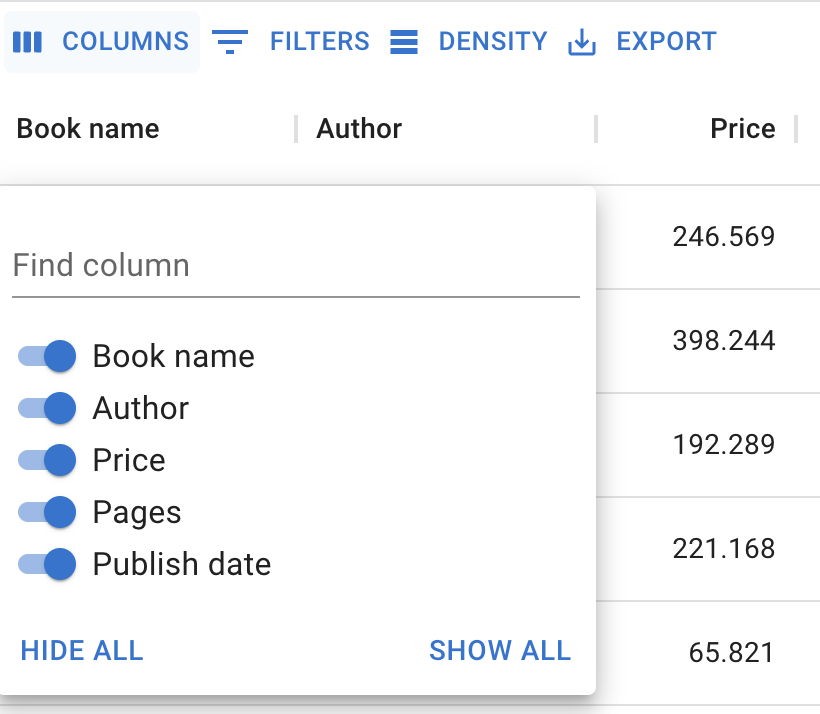 COLUMNS FILTERS DENSITY EXPORT
Book name Author Price
Find column
Book name
Author
Price
Pages
Publish date
HIDE ALL SHOW ALL
246.569
398.244
192.289
221.168
65.821